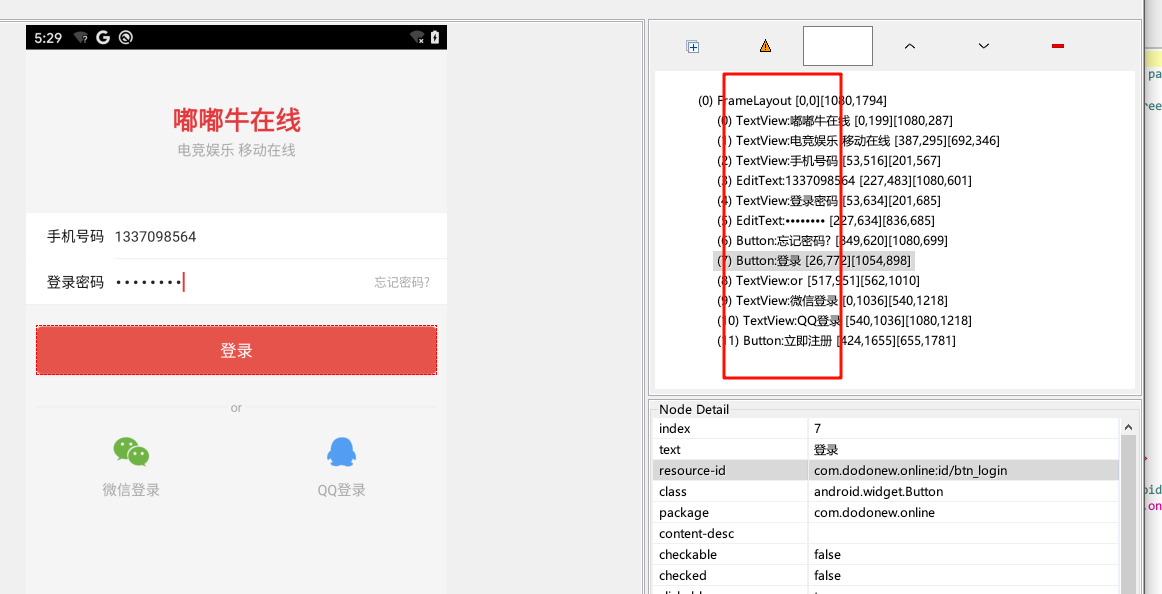 5:29
嘟嘟牛在线
电竞娱乐 移动在线
手机号码 1337098564
登录密码 •••••••• 忘记密码?
登录
or
微信登录 QQ登录
(0) FrameLayout [0,0][1080,1794]
(0) TextView:嘟嘟牛在线 [0,199][1080,287]
(1) TextView:电竞娱乐 移动在线 [387,295][692,346]
(2) TextView:手机号码 [53,516][201,567]
(3) EditText:1337098564 [227,483][1080,601]
(4) TextView:登录密码 [53,634][201,685]
(5) EditText:•••••••• [227,634][836,685]
(6) Button:忘记密码? [849,620][1080,699]
(7) Button:登录 [26,772][1054,898]
(8) TextView:or [517,951][562,1010]
(9) TextView:微信登录 [0,1036][540,1218]
(10) TextView:QQ登录 [540,1036][1080,1218]
(11) Button:立即注册 [424,1655][655,1781]
Node Detail
index 7
text 登录
resource-id com.dodonew.online:id/btn_login
class android.widget.Button
package com.dodonew.online
content-desc
checkable false
checked false